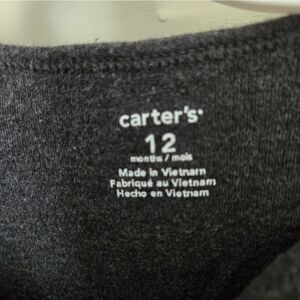 carter's
12
months / mois
Made in Vietnam
Fabriqué au Vietnam
Hecho en Vietnam